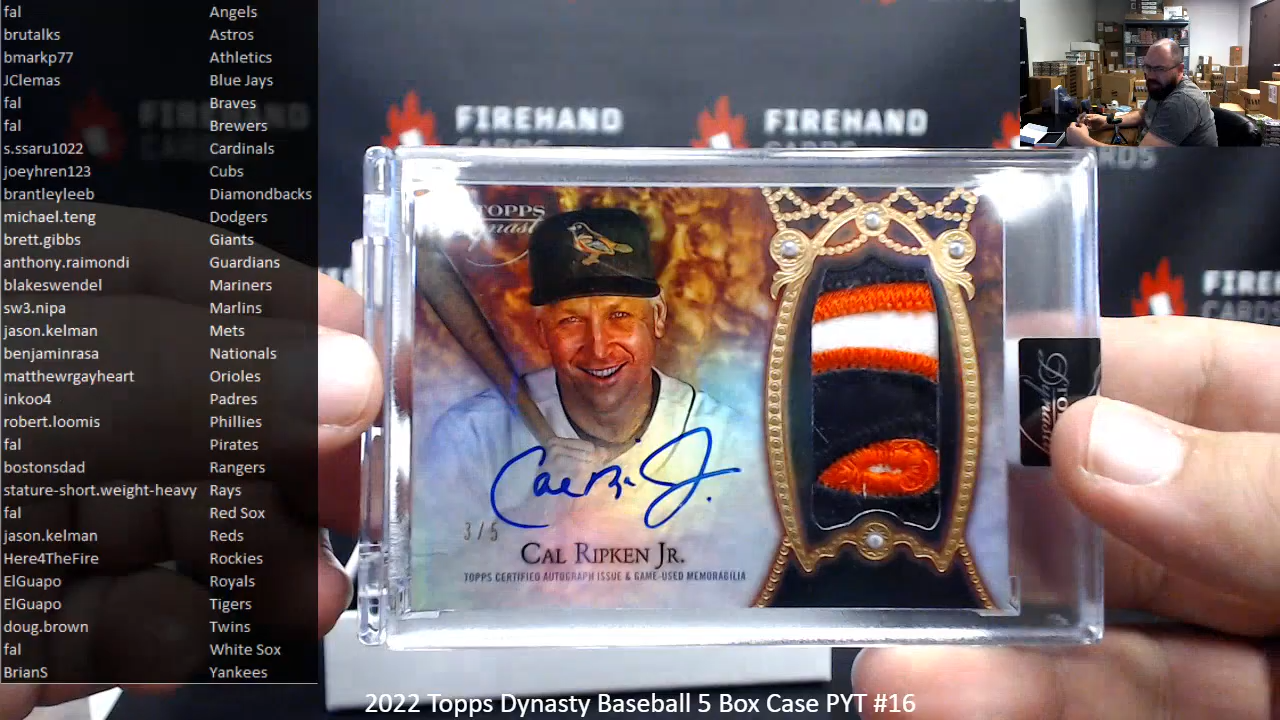 fal Angels
brutalks Astros
bmarkp77 Athletics
JClemas Blue Jays
fal Braves
fal Brewers
s.ssaru1022 Cardinals
joeyhren123 Cubs
brantleyleeb Diamondbacks
michael.teng Dodgers
brett.gibbs Giants
anthony.raimondi Guardians
blakeswendel Mariners
sw3.nipa Marlins
jason.kelman Mets
benjaminrasa Nationals
matthewrgayheart Orioles
inkoo4 Padres
robert.loomis Phillies
fal Pirates
bostonsdad Rangers
stature-short.weight-heavy Rays
fal Red Sox
jason.kelman Reds
Here4TheFire Rockies
ElGuapo Royals
ElGuapo Tigers
doug.brown Twins
fal White Sox
BrianS Yankees
FIREHAND
CARDS
FIREHAND
CARDS
TOPPS
Dynasty
3/5
CAL RIPKEN JR.
TOPPS CERTIFIED AUTOGRAPH ISSUE & GAME-USED MEMORABILIA
2022 Topps Dynasty Baseball 5 Box Case PYT #16